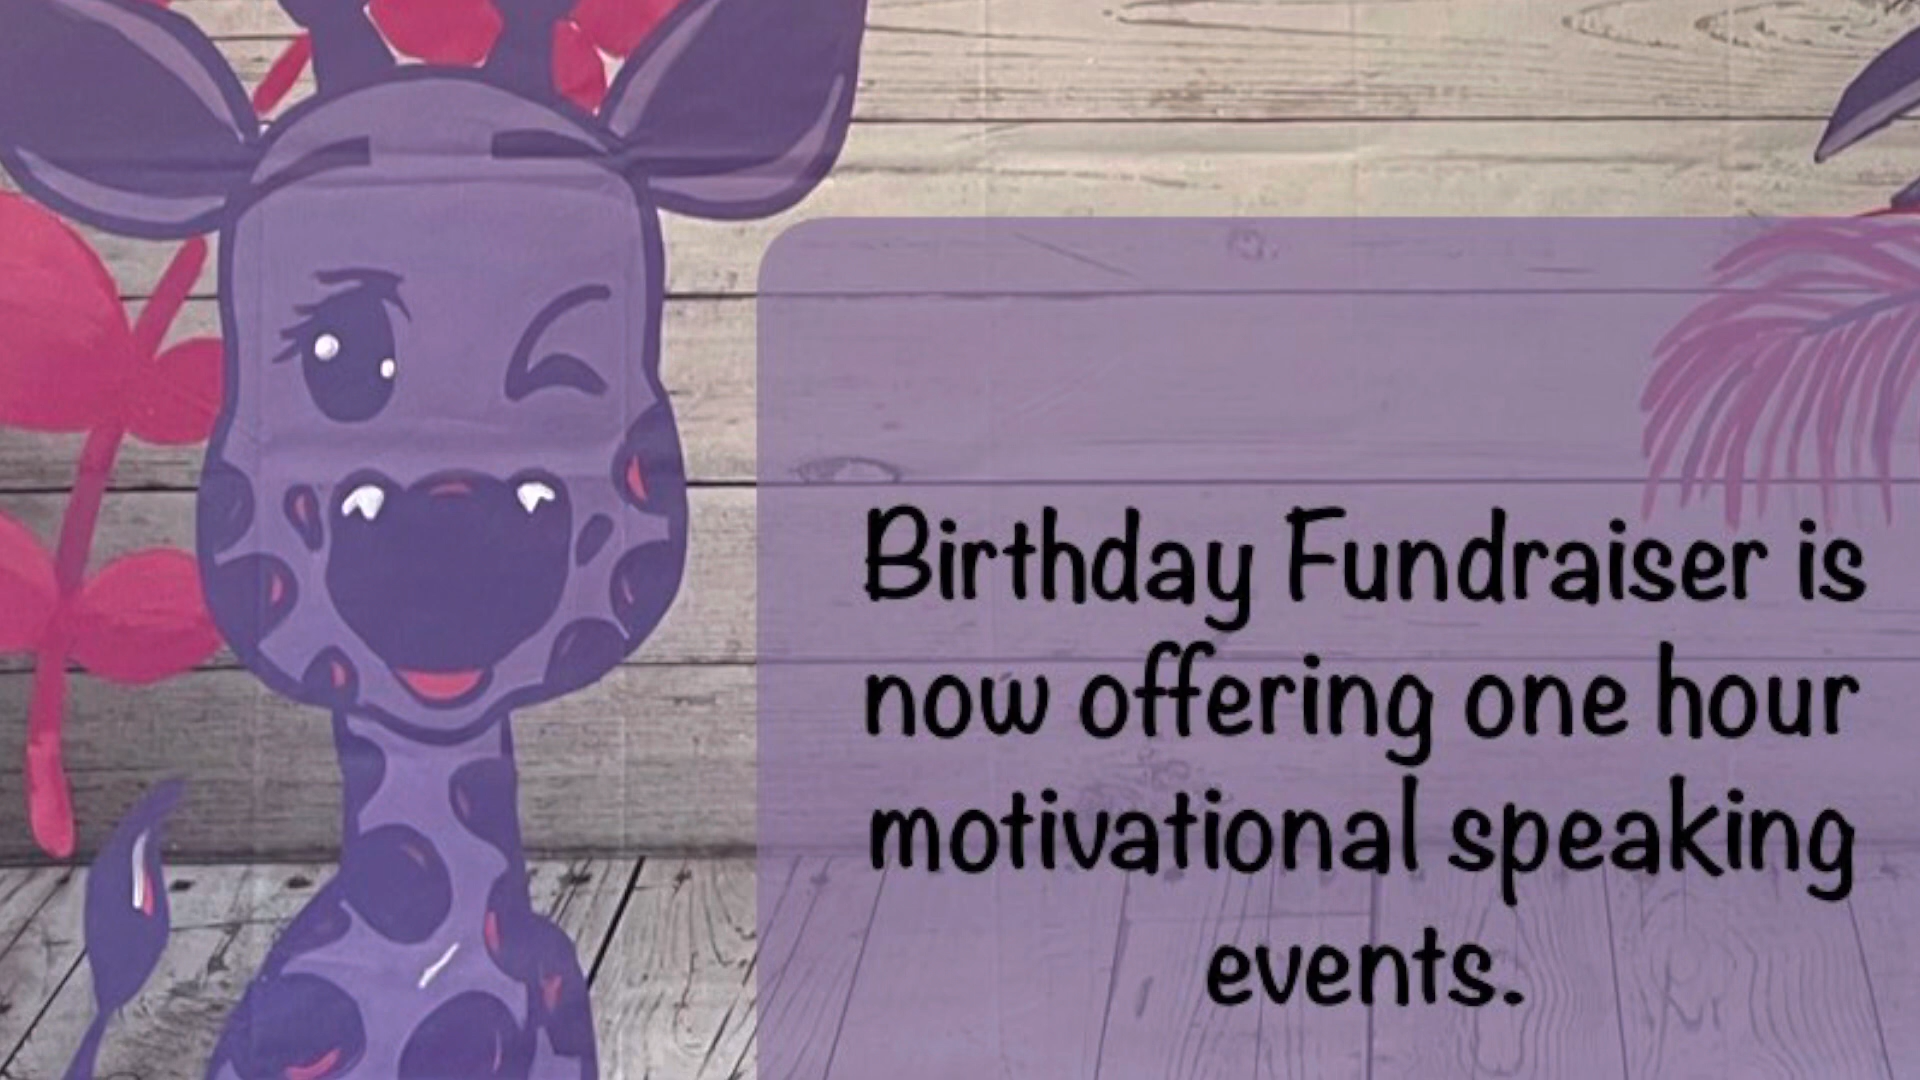 Birthday Fundraiser is
now offering one hour
motivational speaking
events.